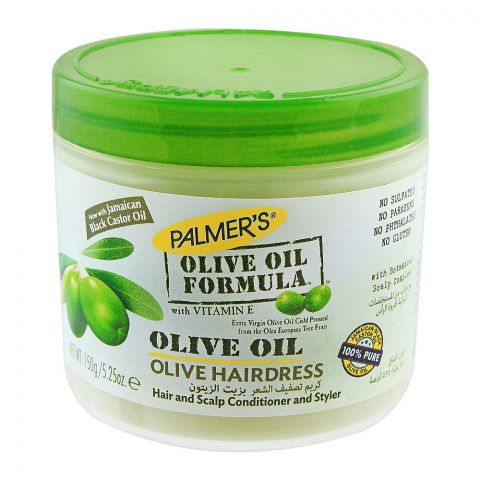 New with Jamaican
Black Castor Oil
PALMER'S®
OLIVE OIL
FORMULA™
with VITAMIN E
Extra Virgin Olive Oil Cold Pressed
from the Olea Europaea Tree Fruit
OLIVE OIL
OLIVE HAIRDRESS
كريم تصفيف الشعر بزيت الزيتون
Hair and Scalp Conditioner and Styler
NET WT. 150g/5.25oz. e
NO SULFATES
NO PARABENS
NO PHTHALATES
NO GLUTEN
with Botanical
Scalp Complex
100% PURE
OLIVE OIL